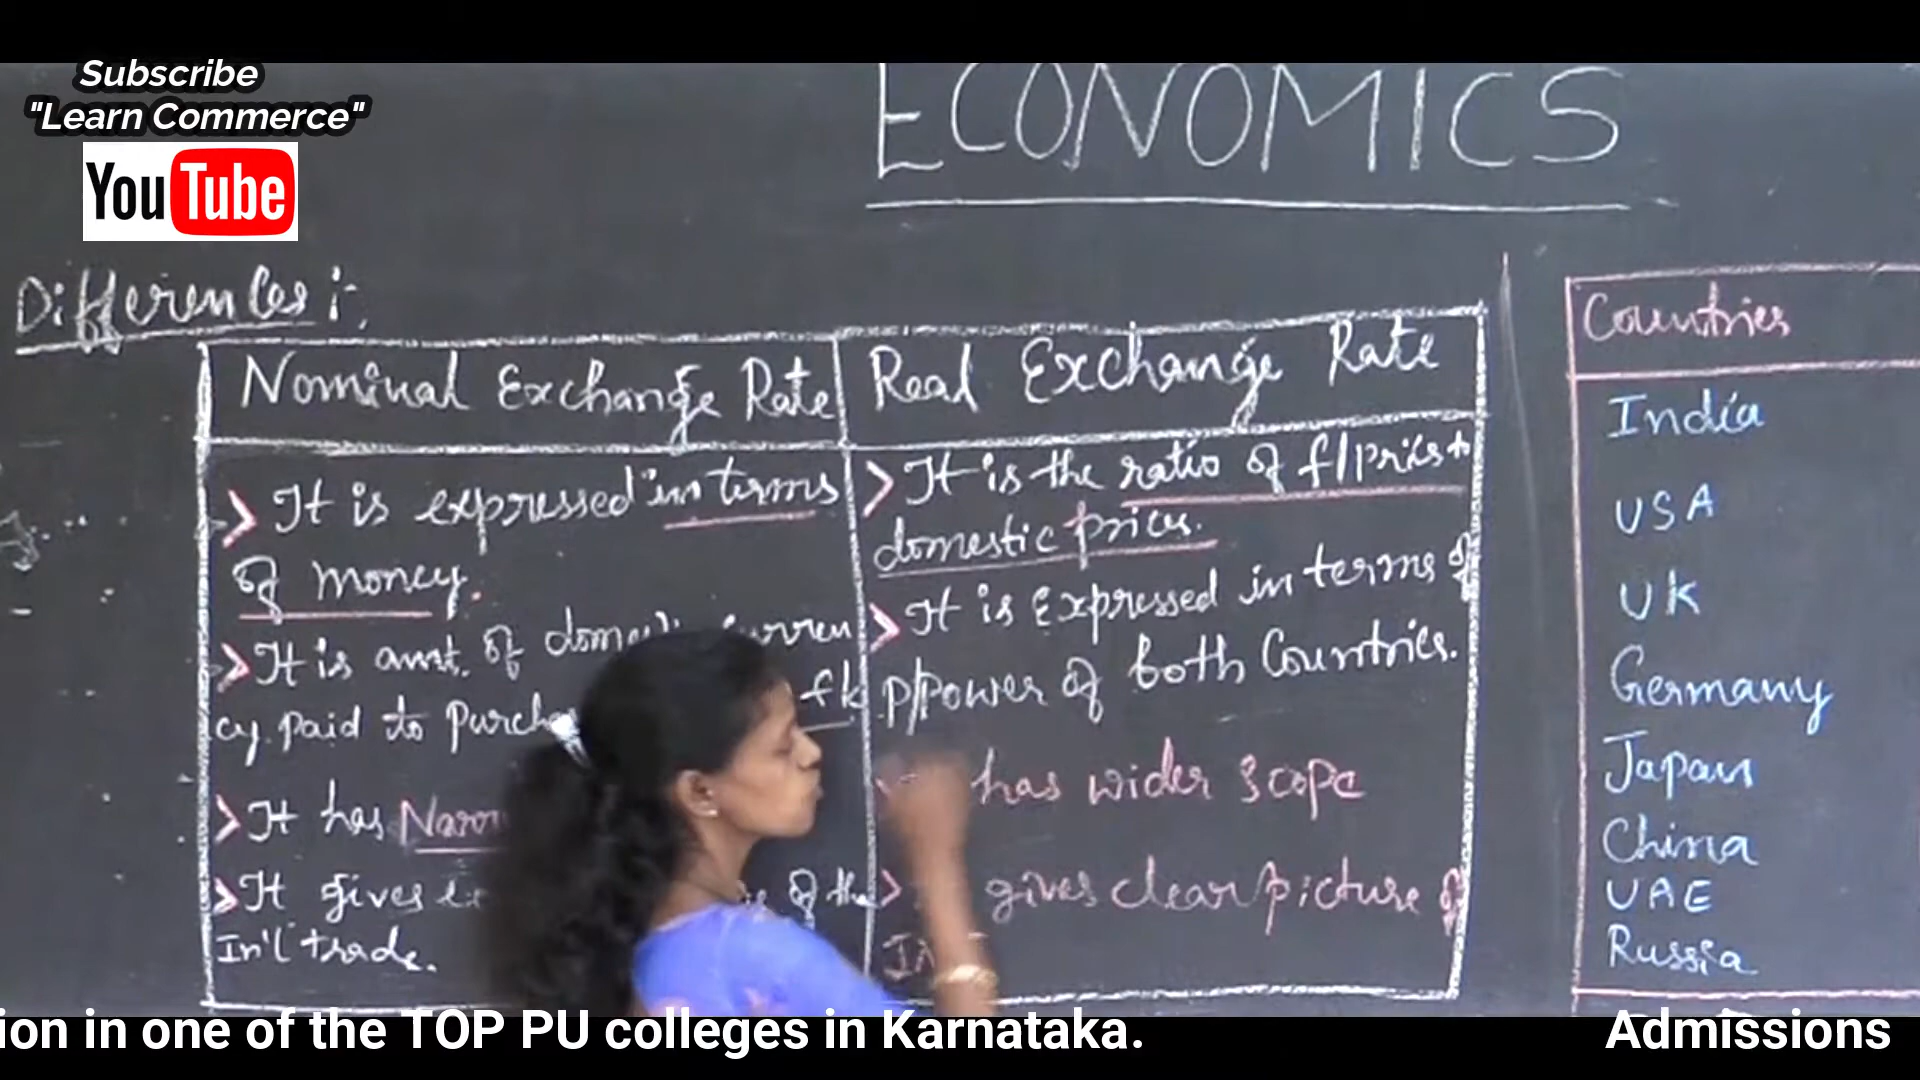 Subscribe
"Learn Commerce"
YouTube
ECONOMICS
Differences :-
Nominal Exchange Rate
> It is expressed in terms
of money.
> It is amt. of
cy paid to
> It has
> It gives
of the
In'l trade.
Real Exchange Rate
> It is the ratio of f/prices to
domestic prices.
> It is Expressed in terms of
p/power of both Countries.
has wider scope
> gives clear picture of
Countries
India
USA
UK
Germany
Japan
China
UAE
Russia
ion in one of the TOP PU colleges in Karnataka.
Admissions